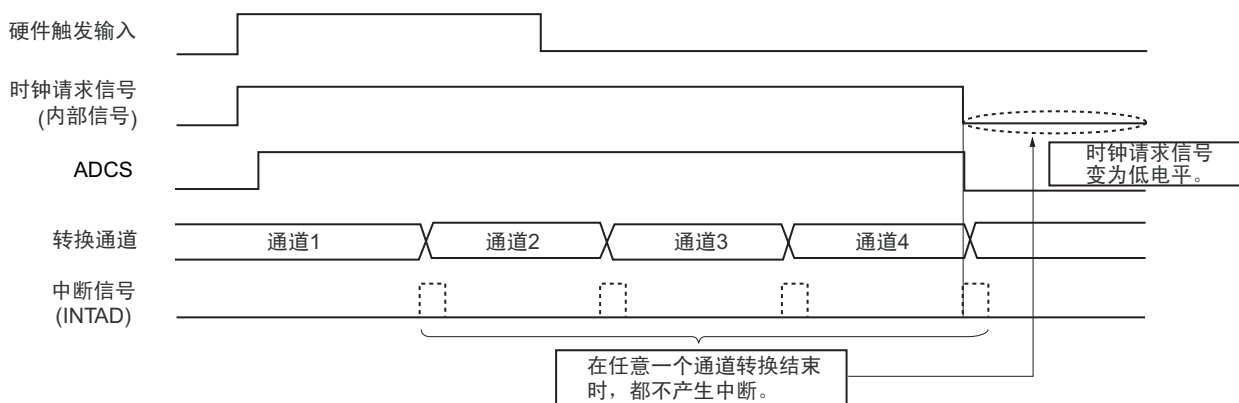 硬件触发输入
时钟请求信号
(内部信号)
时钟请求信号
变为低电平。
ADCS
转换通道
通道1
通道2
通道3
通道4
中断信号
(INTAD)
在任意一个通道转换结束
时，都不产生中断。